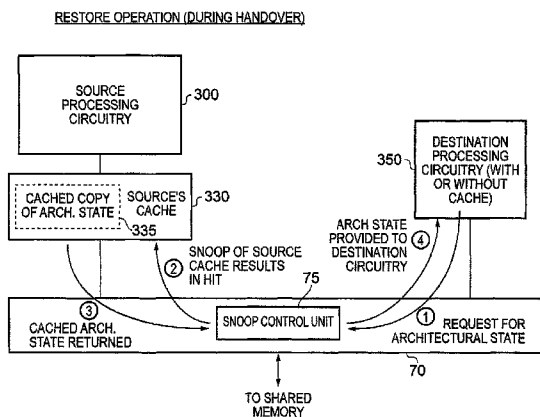 RESTORE OPERATION (DURING HANDOVER)
SOURCE
PROCESSING
CIRCUITRY
300
CACHED COPY
OF ARCH. STATE
335
SOURCE'S
CACHE
330
350
DESTINATION
PROCESSING
CIRCUITRY (WITH
OR WITHOUT
CACHE)
2
SNOOP OF SOURCE
CACHE RESULTS
IN HIT
4
ARCH STATE
PROVIDED TO
DESTINATION
CIRCUITRY
75
SNOOP CONTROL UNIT
3
CACHED ARCH.
STATE RETURNED
1
REQUEST FOR
ARCHITECTURAL STATE
70
TO SHARED
MEMORY